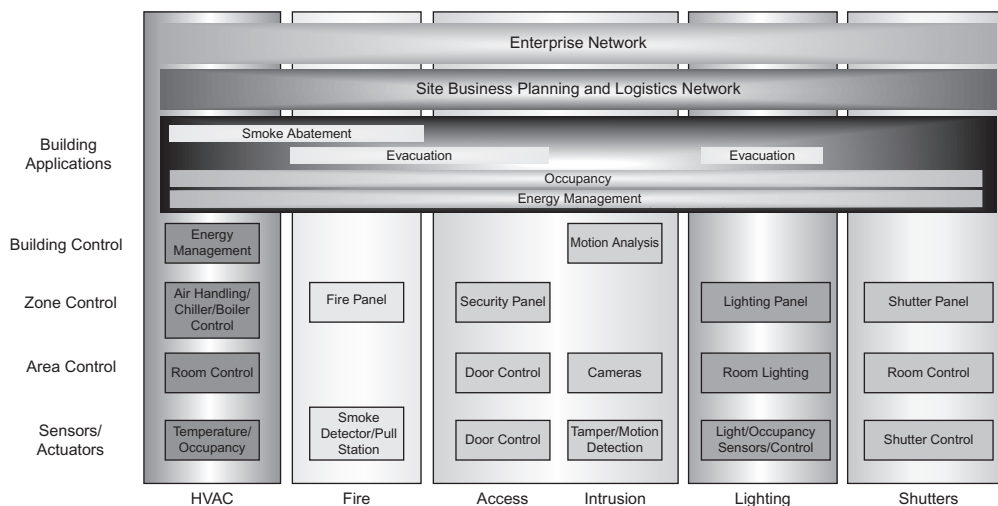 Enterprise Network
Site Business Planning and Logistics Network
Building
Applications
Smoke Abatement
Evacuation
Evacuation
Occupancy
Energy Management
Building Control
Energy
Management
Motion Analysis
Zone Control
Air Handling/
Chiller/Boiler
Control
Fire Panel
Security Panel
Lighting Panel
Shutter Panel
Area Control
Room Control
Door Control
Cameras
Room Lighting
Room Control
Sensors/
Actuators
Temperature/
Occupancy
Smoke
Detector/Pull
Station
Door Control
Tamper/Motion
Detection
Light/Occupancy
Sensors/Control
Shutter Control
HVAC
Fire
Access
Intrusion
Lighting
Shutters